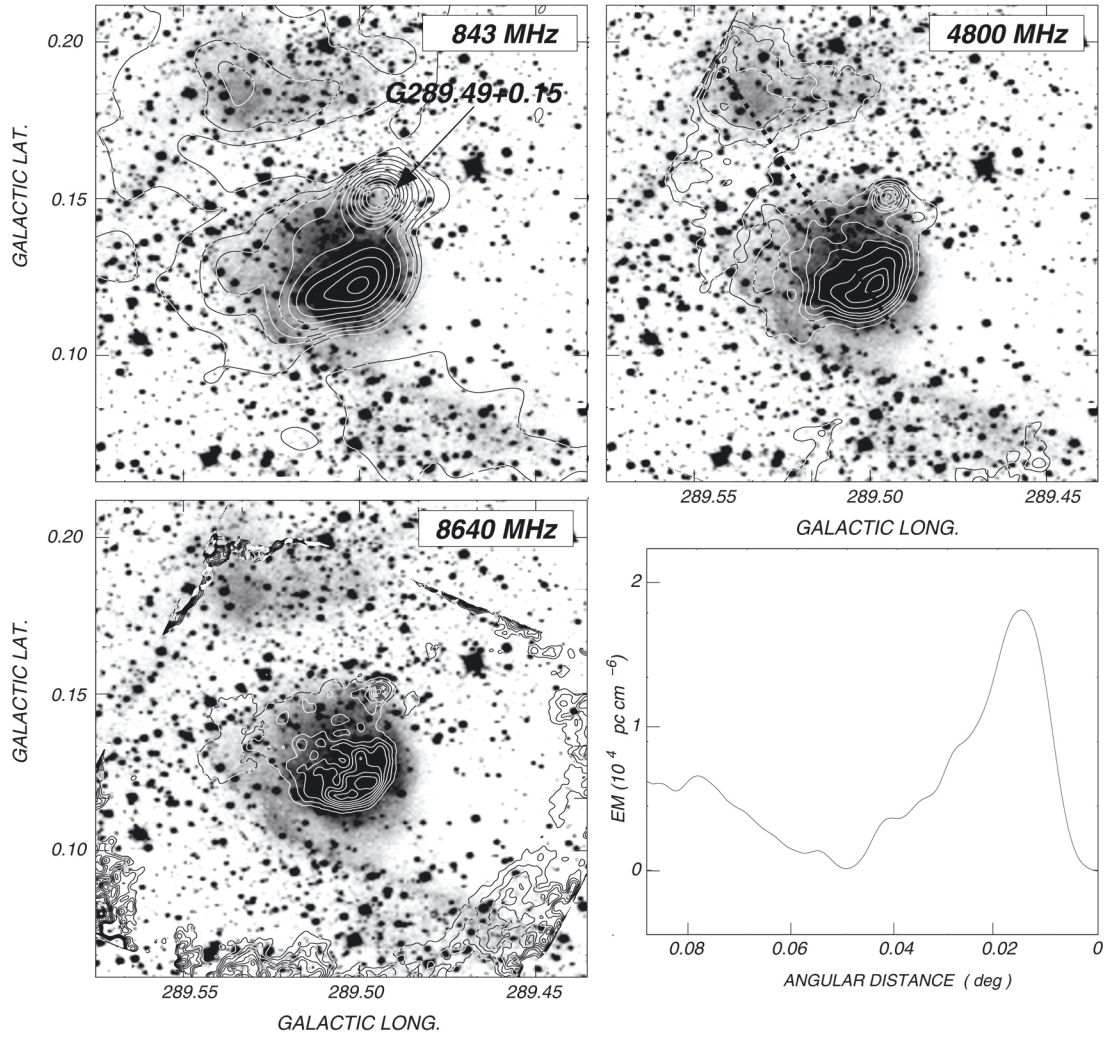 843 MHz
G289.49+0.15
0.20
0.15
0.10
GALACTIC LAT.
4800 MHz
289.55
289.50
289.45
GALACTIC LONG.
8640 MHz
0.20
0.15
0.10
GALACTIC LAT.
289.55
289.50
289.45
GALACTIC LONG.
2
1
0
EM (10 4 pc cm −6)
0.08
0.06
0.04
0.02
0
ANGULAR DISTANCE ( deg )